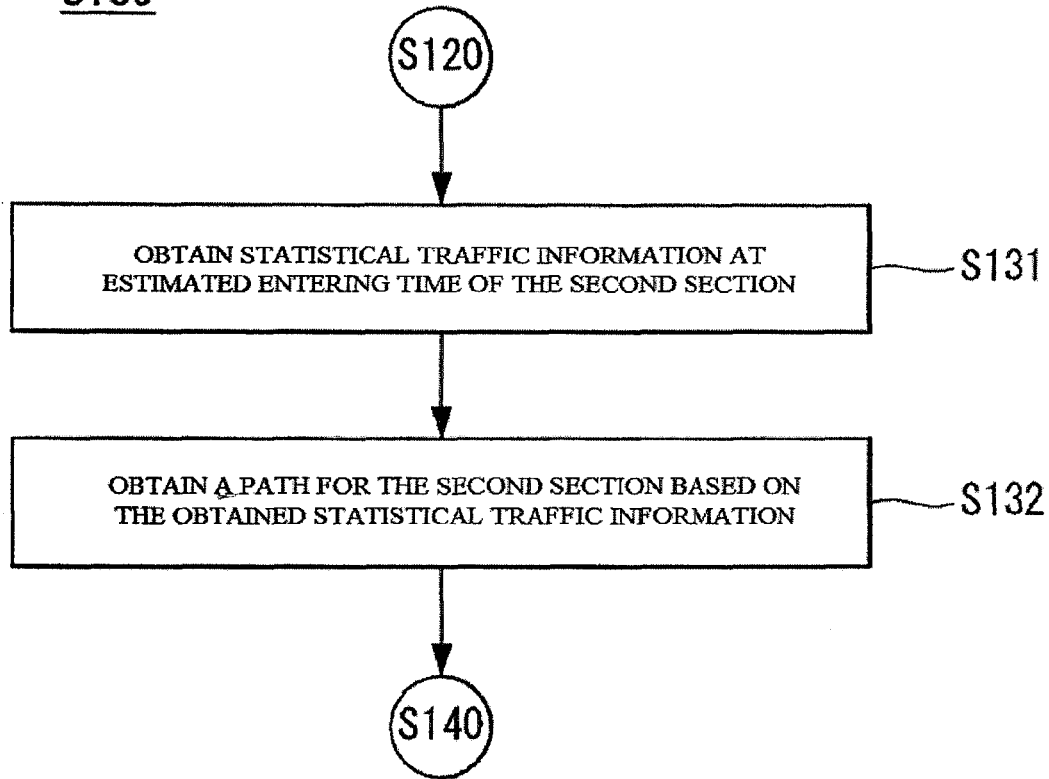 S120
OBTAIN STATISTICAL TRAFFIC INFORMATION AT
ESTIMATED ENTERING TIME OF THE SECOND SECTION
S131
OBTAIN A PATH FOR THE SECOND SECTION BASED ON
THE OBTAINED STATISTICAL TRAFFIC INFORMATION
S132
S140